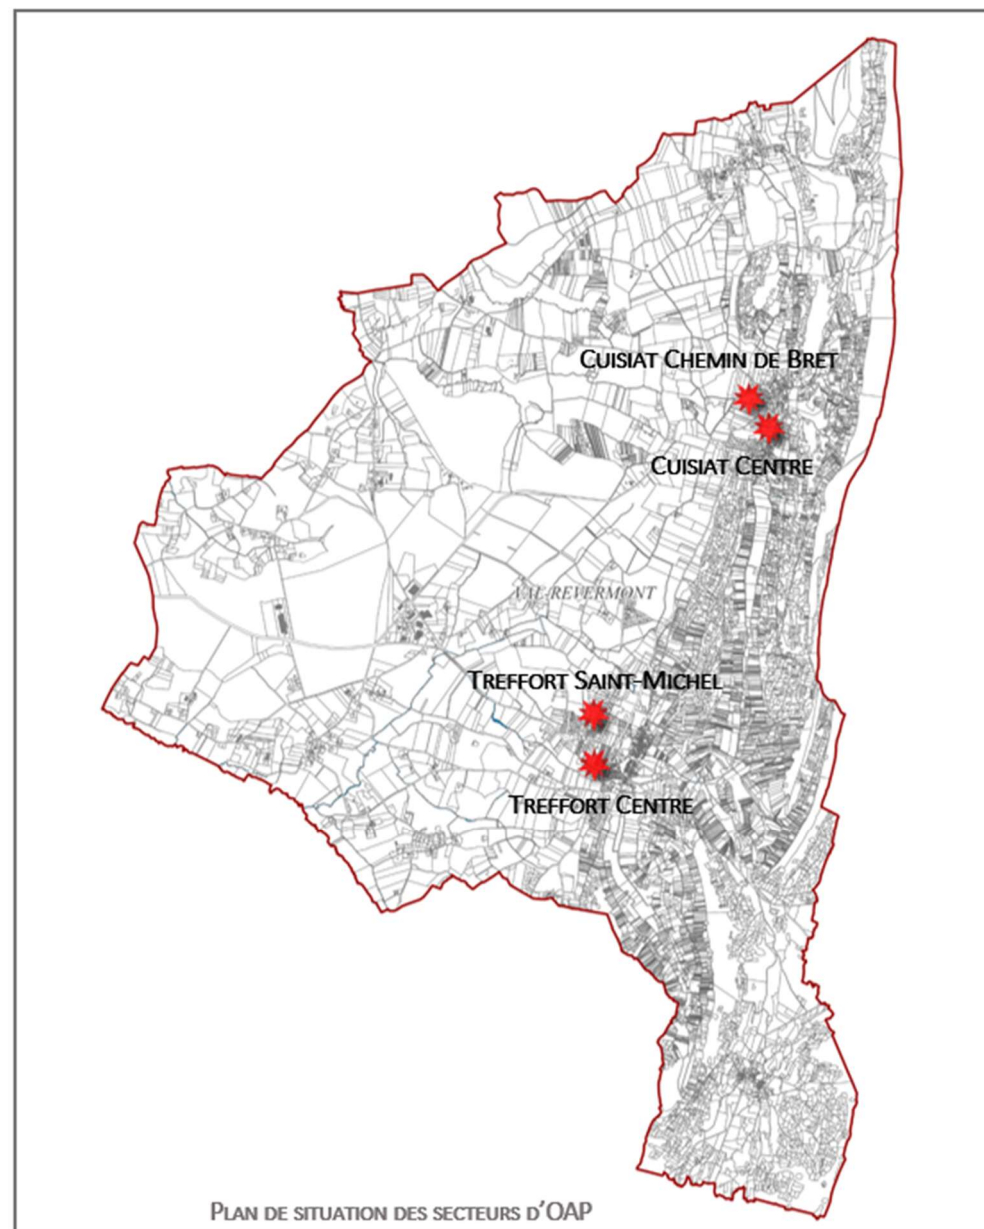 CUISIAT CHEMIN DE BRET
CUISIAT CENTRE
VAL-REVERMONT
TREFFORT SAINT-MICHEL
TREFFORT CENTRE
PLAN DE SITUATION DES SECTEURS D'OAP